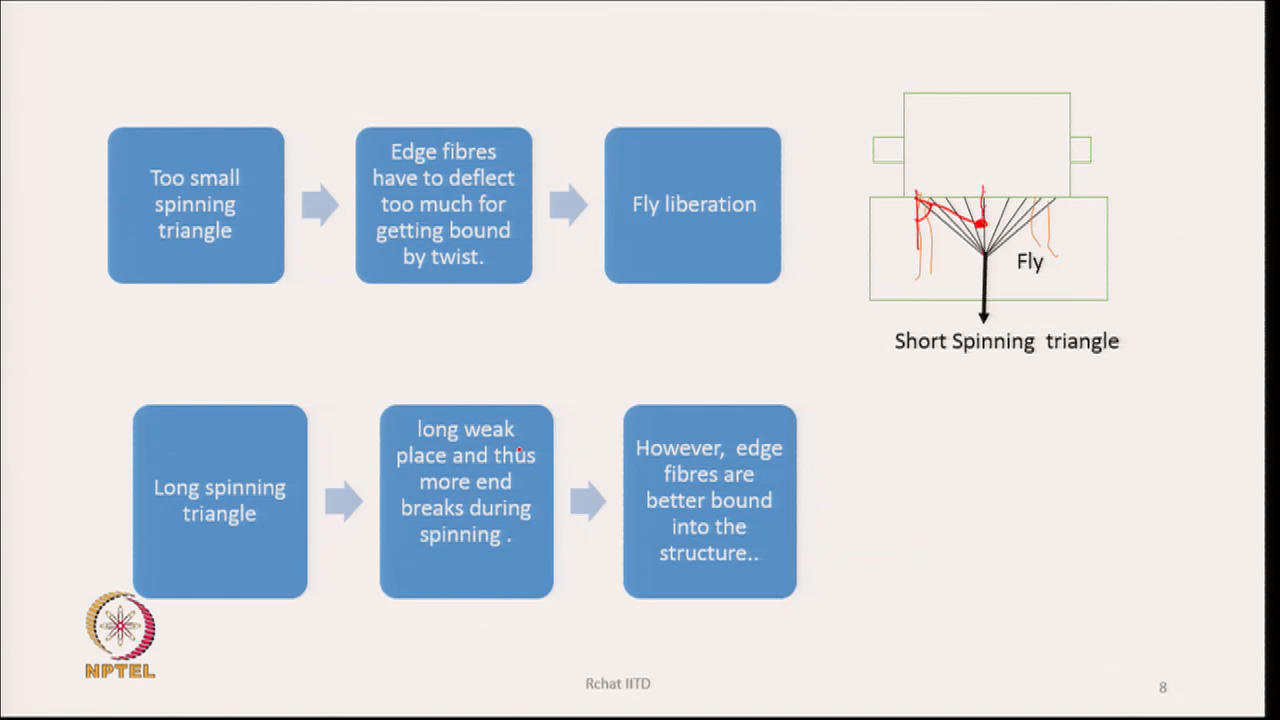 Too small
spinning
triangle
Edge fibres
have to deflect
too much for
getting bound
by twist.
Fly liberation
Fly
Short Spinning triangle
Long spinning
triangle
long weak
place and thus
more end
breaks during
spinning .
However, edge
fibres are
better bound
into the
structure..
NPTEL
Rchat IITD
8